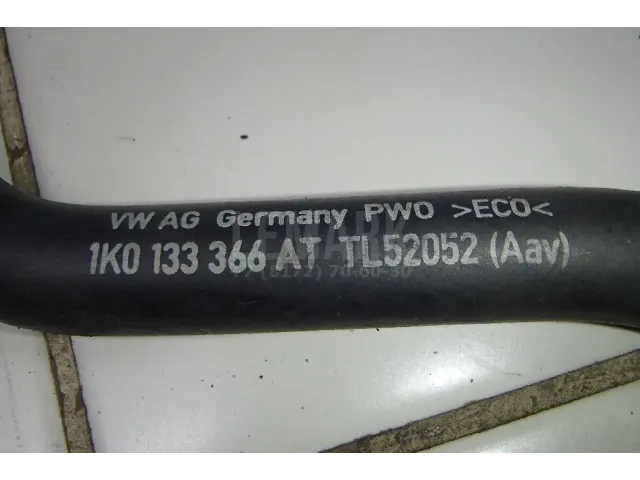 VW AG Germany PWO >ECO<
1K0 133 366 AT TL52052 (Aav)